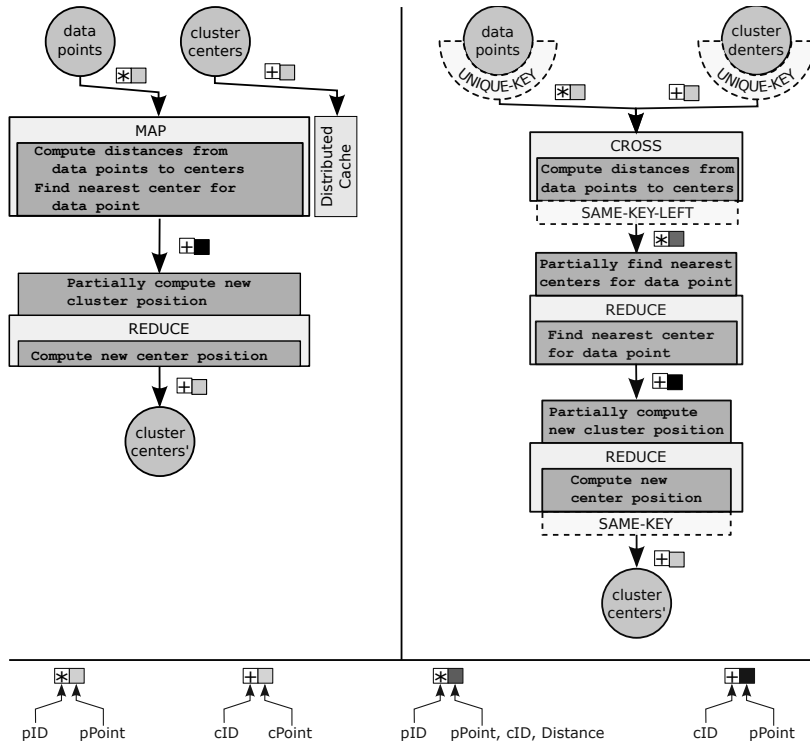 data
points
cluster
centers
*
+
MAP
Compute distances from
data points to centers
Find nearest center for
data point
Distributed
Cache
+
Partially compute new
cluster position
REDUCE
Compute new center position
+
cluster
centers'
data
points
UNIQUE-KEY
cluster
denters
UNIQUE-KEY
*
+
CROSS
Compute distances from
data points to centers
SAME-KEY-LEFT
*
Partially find nearest
centers for data point
REDUCE
Find nearest center
for data point
+
Partially compute
new cluster position
REDUCE
Compute new
center position
SAME-KEY
+
cluster
centers'
*
pID pPoint
+
cID cPoint
*
pID pPoint, cID, Distance
+
cID pPoint